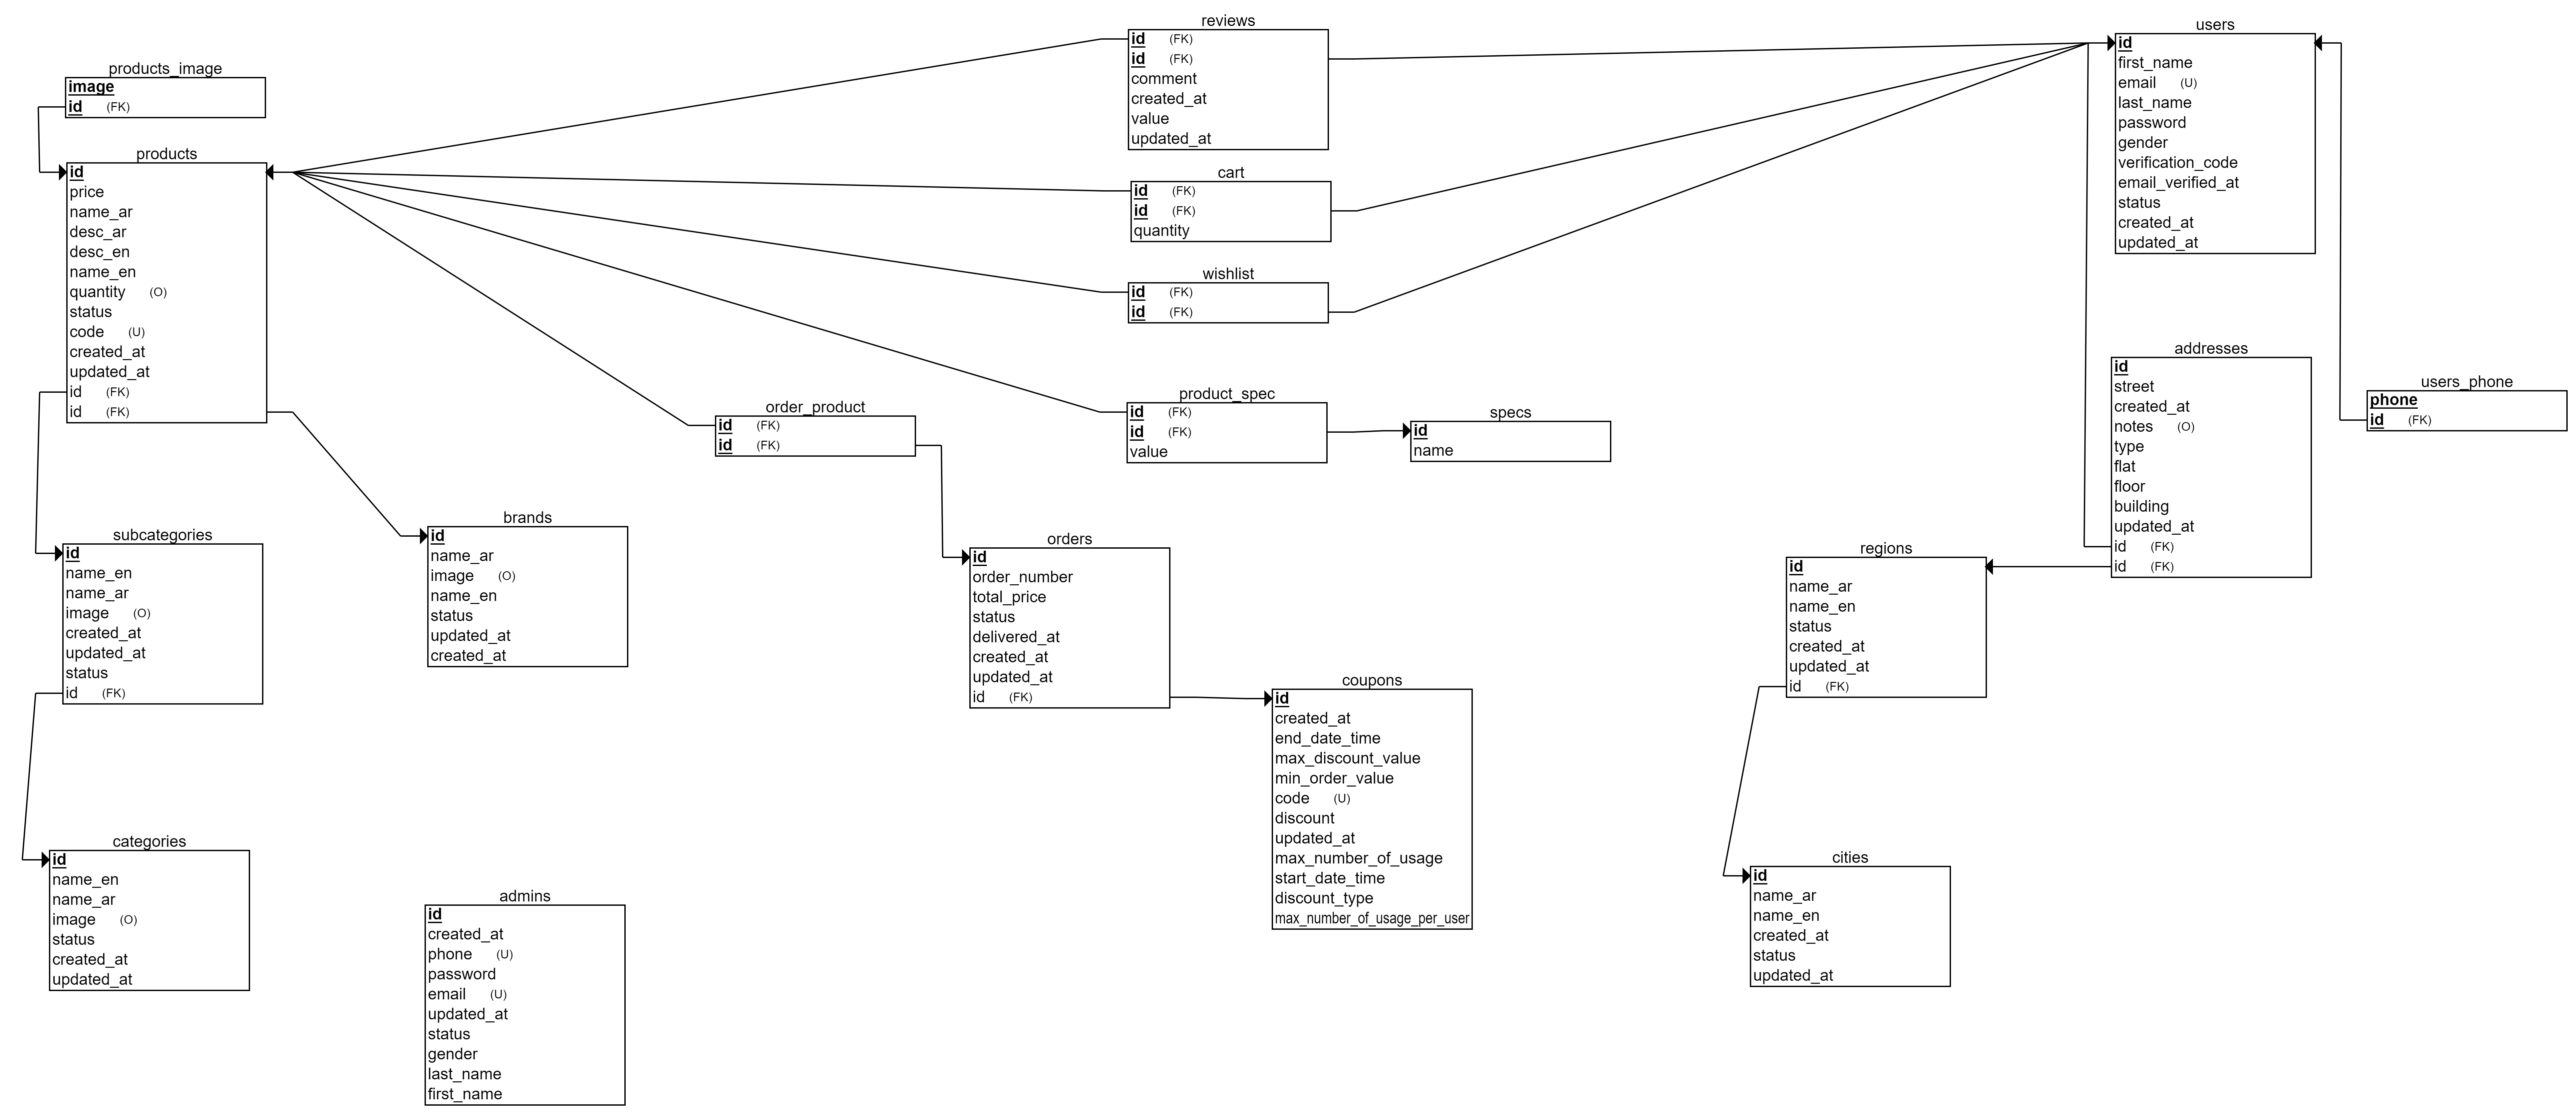 products_image
image
id (FK)
products
id
price
name_ar
desc_ar
desc_en
name_en
quantity (O)
status
code (U)
created_at
updated_at
id (FK)
id (FK)
subcategories
id
name_en
name_ar
image (O)
created_at
updated_at
status
id (FK)
categories
id
name_en
name_ar
image (O)
status
created_at
updated_at
brands
id
name_ar
image (O)
name_en
status
updated_at
created_at
admins
id
created_at
phone (U)
password
email (U)
updated_at
status
gender
last_name
first_name
order_product
id (FK)
id (FK)
orders
id
order_number
total_price
status
delivered_at
created_at
updated_at
id (FK)
reviews
id (FK)
id (FK)
comment
created_at
value
updated_at
cart
id (FK)
id (FK)
quantity
wishlist
id (FK)
id (FK)
product_spec
id (FK)
id (FK)
value
specs
id
name
coupons
id
created_at
end_date_time
max_discount_value
min_order_value
code (U)
discount
updated_at
max_number_of_usage
start_date_time
discount_type
max_number_of_usage_per_user
users
id
first_name
email (U)
last_name
password
gender
verification_code
email_verified_at
status
created_at
updated_at
addresses
id
street
created_at
notes (O)
type
flat
floor
building
updated_at
id (FK)
id (FK)
users_phone
phone
id (FK)
regions
id
name_ar
name_en
status
created_at
updated_at
id (FK)
cities
id
name_ar
name_en
created_at
status
updated_at